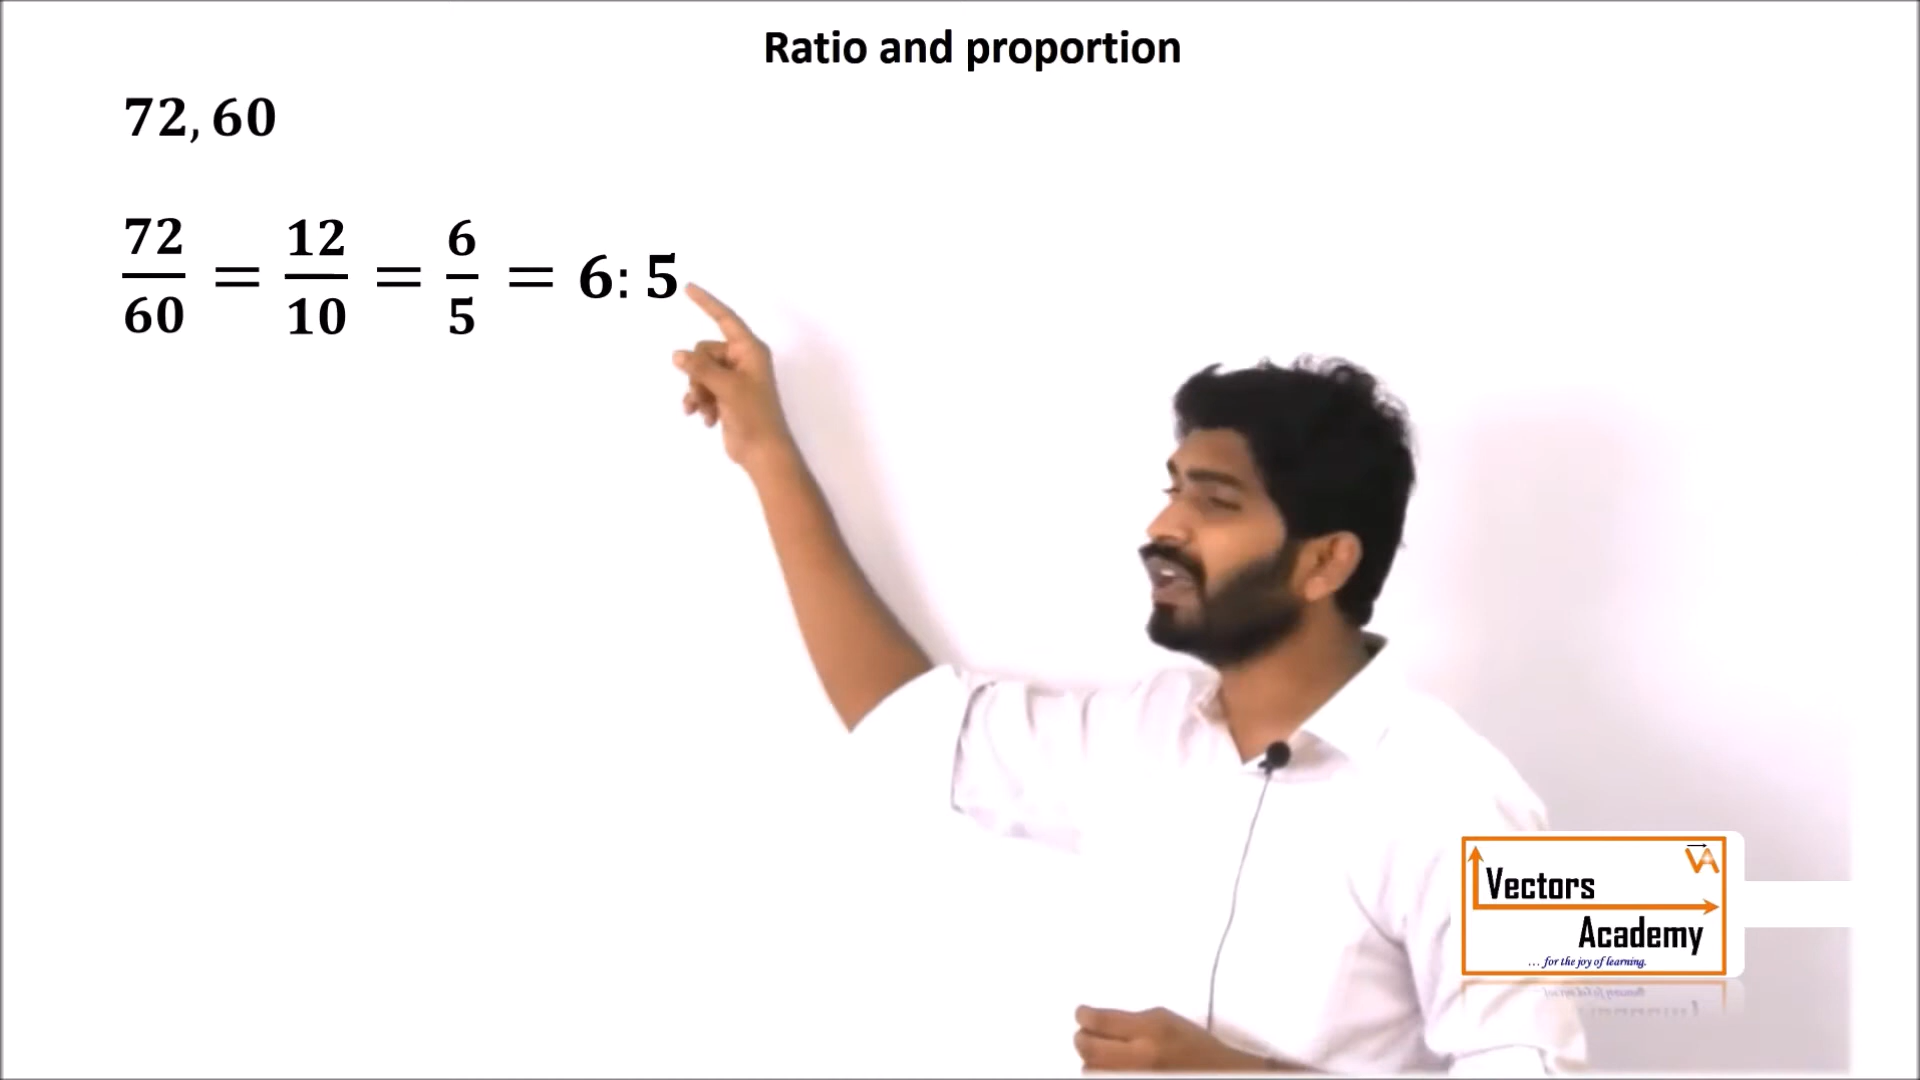 Ratio and proportion
72, 60
72/60 = 12/10 = 6/5 = 6: 5
VA
Vectors
Academy
... for the joy of learning.